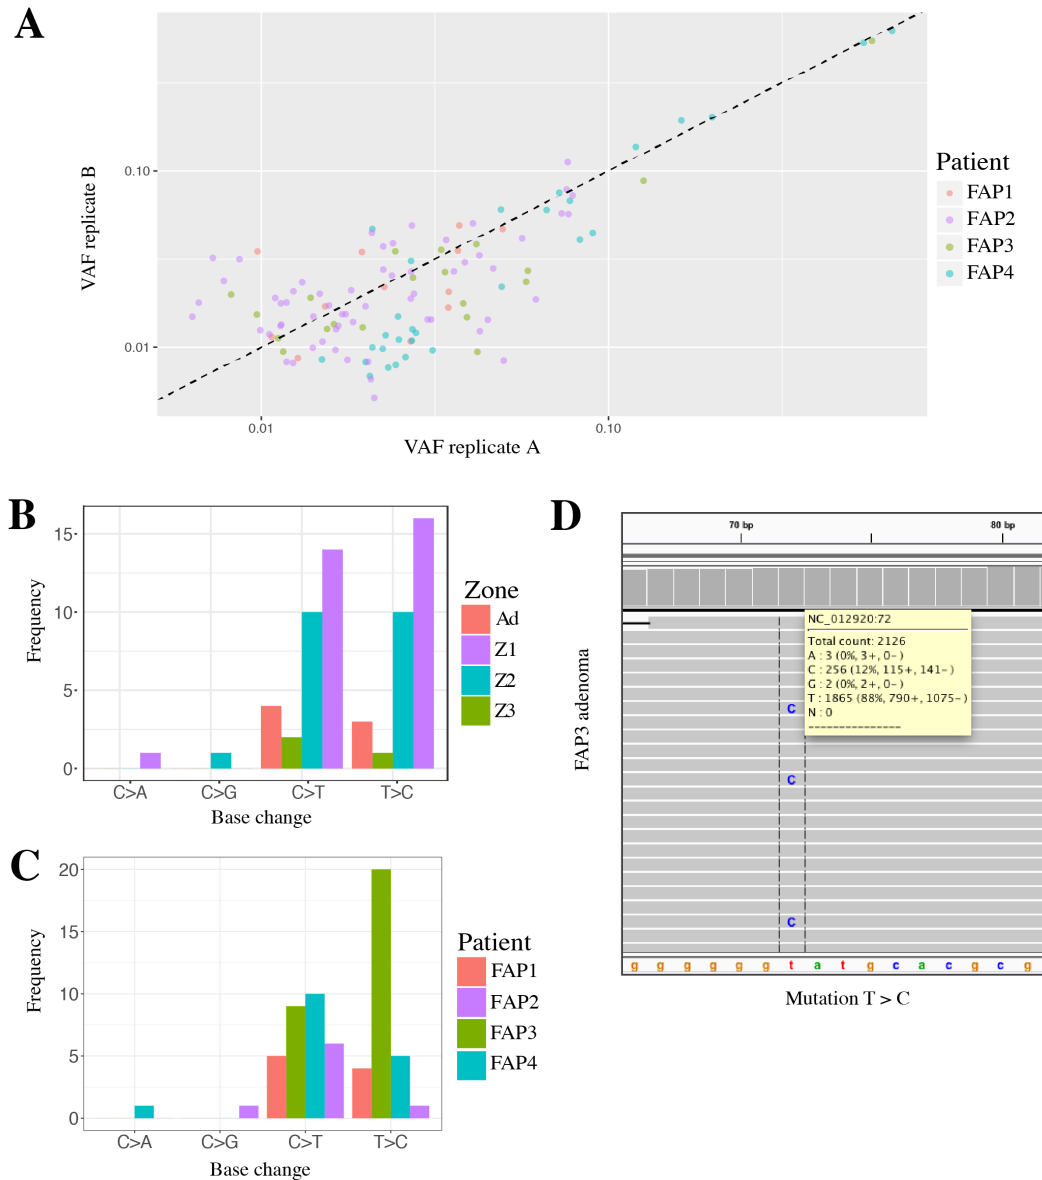 A
VAF replicate B
0.10
0.01
0.01
0.10
VAF replicate A
Patient
FAP1
FAP2
FAP3
FAP4
B
Frequency
15
10
5
0
C>A
C>G
C>T
T>C
Base change
Zone
Ad
Z1
Z2
Z3
C
Frequency
20
15
10
5
0
C>A
C>G
C>T
T>C
Base change
Patient
FAP1
FAP2
FAP3
FAP4
D
70 bp
80 bp
FAP3 adenoma
NC_012920:72
Total count: 2126
A : 3 (0%, 3+, 0-)
C : 256 (12%, 115+, 141-)
G : 2 (0%, 2+, 0-)
T : 1865 (88%, 790+, 1075-)
N : 0
---------------
C
C
C
g g g g g g t a t g c a c g c g
Mutation T > C